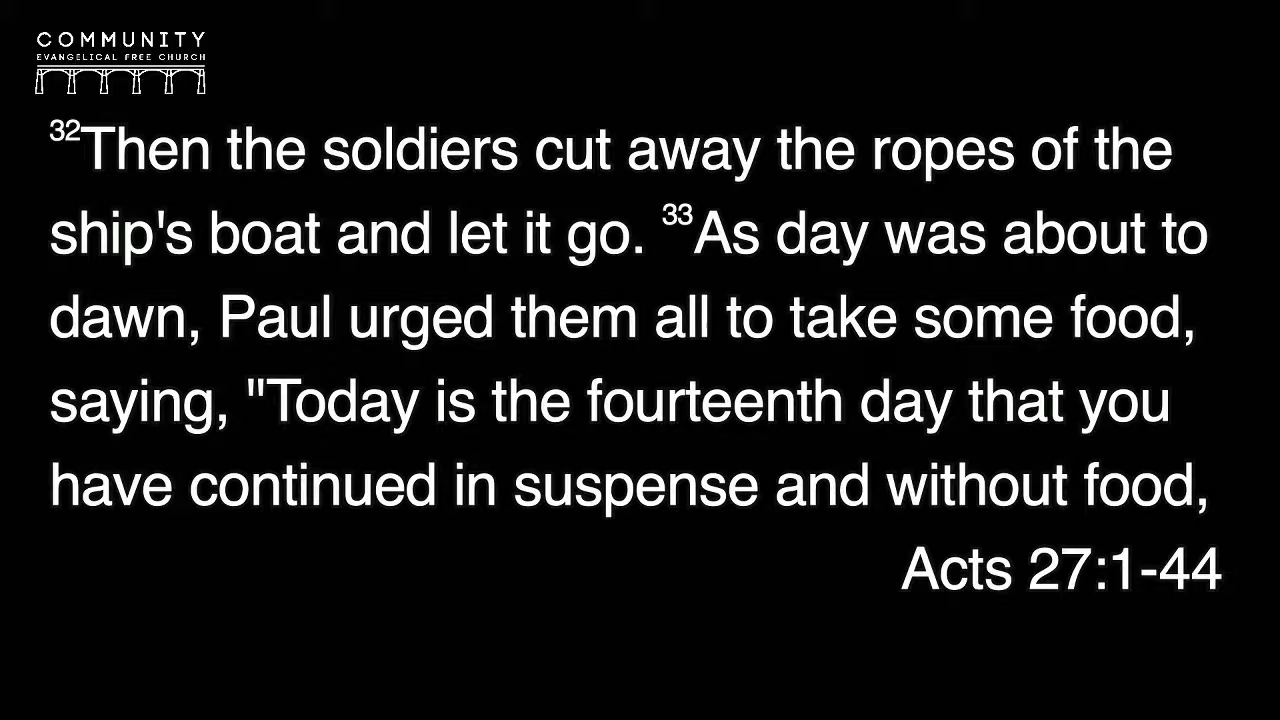 COMMUNITY
EVANGELICAL FREE CHURCH
32Then the soldiers cut away the ropes of the
ship's boat and let it go. 33As day was about to
dawn, Paul urged them all to take some food,
saying, "Today is the fourteenth day that you
have continued in suspense and without food,
Acts 27:1-44